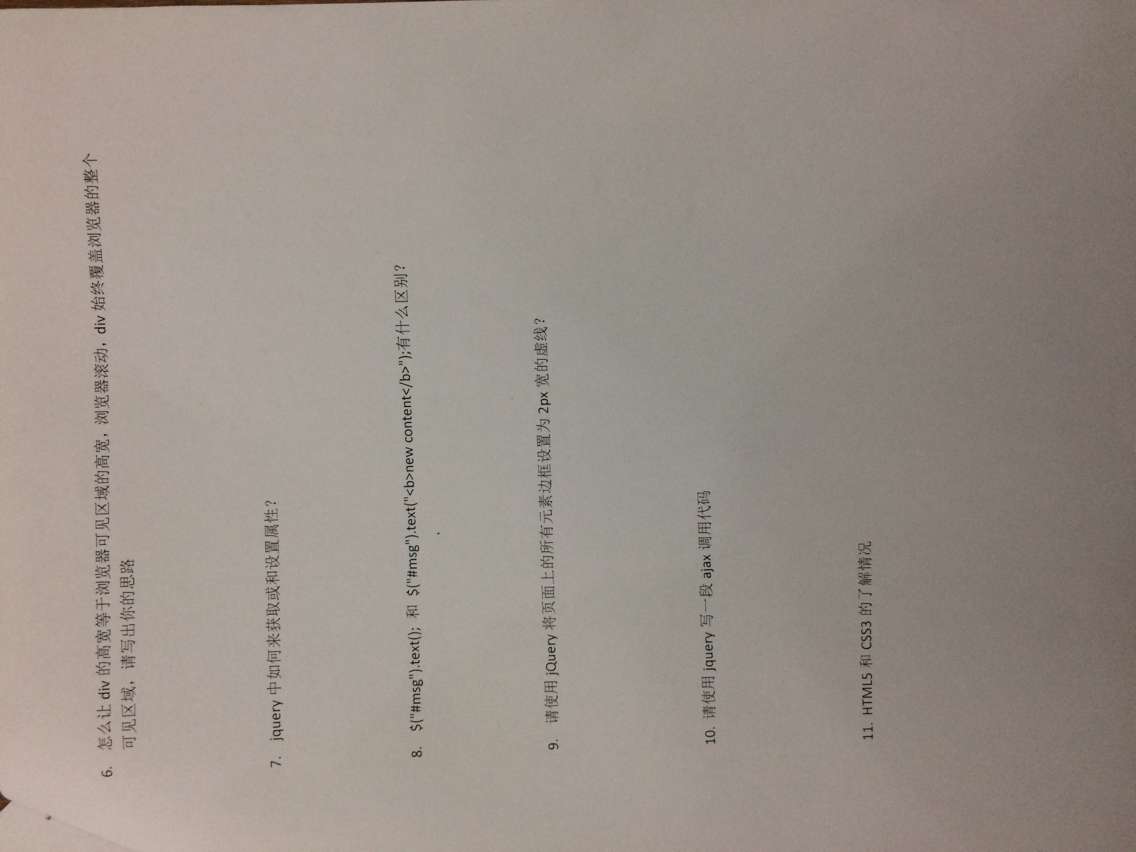 6. 怎么让 div 的高宽等于浏览器可见区域的高宽，浏览器滚动，div 始终覆盖浏览器的整个
可见区域，请写出你的思路
7. jquery 中如何来获取或和设置属性？
8. $("#msg").text(); 和 $("#msg").text("<b>new content</b>");有什么区别？
9. 请使用 jQuery 将页面上的所有元素边框设置为 2px 宽的虚线？
10. 请使用 jquery 写一段 ajax 调用代码
11. HTML5 和 CSS3 的了解情况